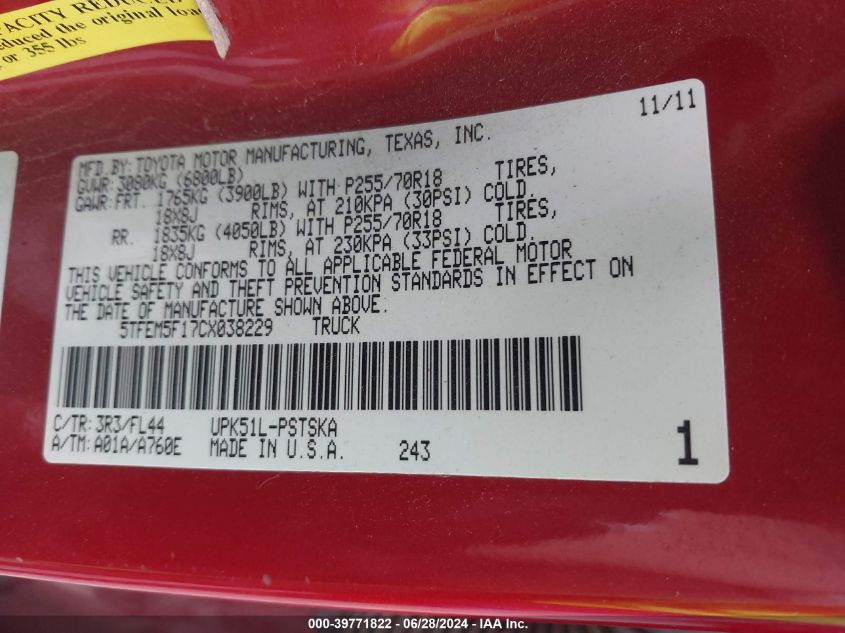 ACITY REDUC
duced the original loa
or 355 lbs
11/11
MFD.BY: TOYOTA MOTOR MANUFACTURING, TEXAS, INC.
GVWR: 3080KG (6800LB)
GAWR: FRT. 1765KG (3900LB) WITH P255/70R18 TIRES,
18X8J RIMS, AT 210KPA (30PSI) COLD.
RR. 1835KG (4050LB) WITH P255/70R18 TIRES,
18X8J RIMS, AT 230KPA (33PSI) COLD.
THIS VEHICLE CONFORMS TO ALL APPLICABLE FEDERAL MOTOR
VEHICLE SAFETY AND THEFT PREVENTION STANDARDS IN EFFECT ON
THE DATE OF MANUFACTURE SHOWN ABOVE.
5TFEM5F17CX038229 TRUCK
C/TR: 3R3/FL44 UPK51L-PSTSKA
A/TM: A01A/A760E MADE IN U.S.A. 243 1
000-39771822 - 06/28/2024 - IAA, Inc.